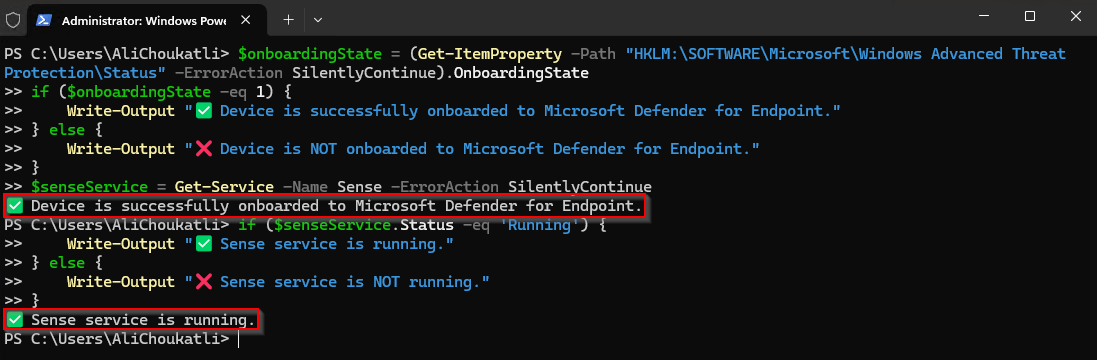 Administrator: Windows Powe
PS C:\Users\AliChoukatli> $onboardingState = (Get-ItemProperty -Path "HKLM:\SOFTWARE\Microsoft\Windows Advanced Threat
Protection\Status" -ErrorAction SilentlyContinue).OnboardingState
>> if ($onboardingState -eq 1) {
>>     Write-Output "✅ Device is successfully onboarded to Microsoft Defender for Endpoint."
>> } else {
>>     Write-Output "❌ Device is NOT onboarded to Microsoft Defender for Endpoint."
>> }
>> $senseService = Get-Service -Name Sense -ErrorAction SilentlyContinue
✅ Device is successfully onboarded to Microsoft Defender for Endpoint.
PS C:\Users\AliChoukatli> if ($senseService.Status -eq 'Running') {
>>     Write-Output "✅ Sense service is running."
>> } else {
>>     Write-Output "❌ Sense service is NOT running."
>> }
✅ Sense service is running.
PS C:\Users\AliChoukatli>